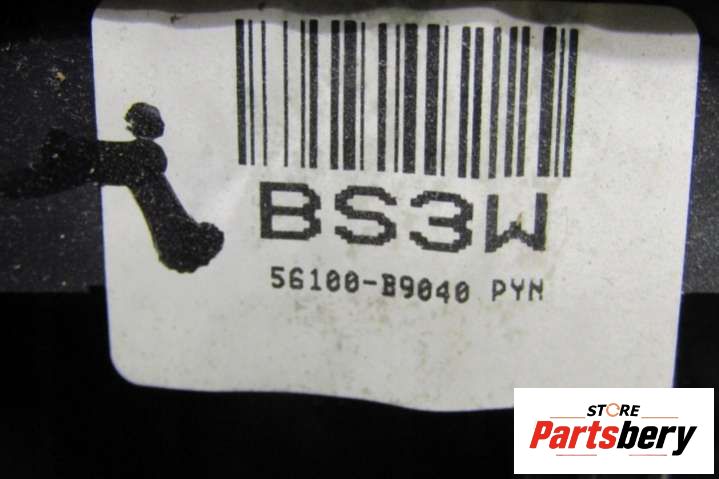 BS3W
56100-B9040 PYN
STORE
Partsbery